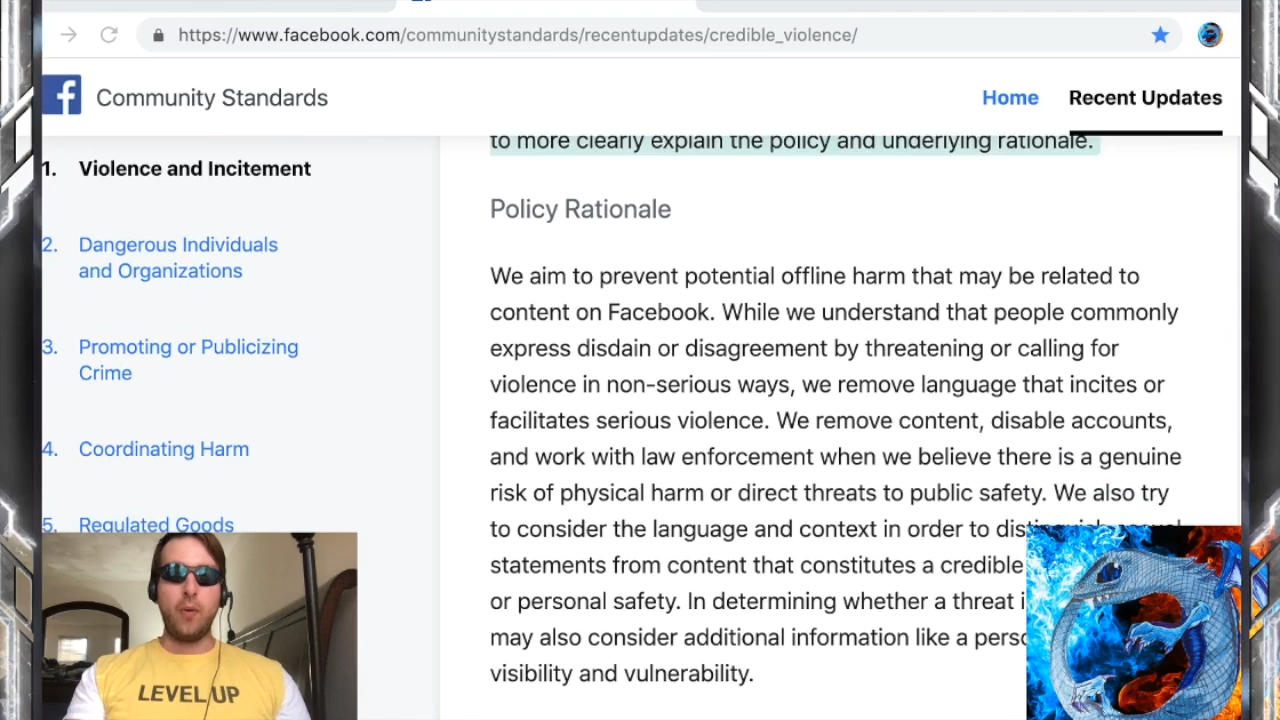 https://www.facebook.com/communitystandards/recentupdates/credible_violence/
Community Standards
Home
Recent Updates
to more clearly explain the policy and underlying rationale.
1. Violence and Incitement
2. Dangerous Individuals
and Organizations
3. Promoting or Publicizing
Crime
4. Coordinating Harm
5. Regulated Goods
Policy Rationale
We aim to prevent potential offline harm that may be related to
content on Facebook. While we understand that people commonly
express disdain or disagreement by threatening or calling for
violence in non-serious ways, we remove language that incites or
facilitates serious violence. We remove content, disable accounts,
and work with law enforcement when we believe there is a genuine
risk of physical harm or direct threats to public safety. We also try
to consider the language and context in order to
statements from content that constitutes a credible
or personal safety. In determining whether a threat
may also consider additional information like a
visibility and vulnerability.
LEVEL UP